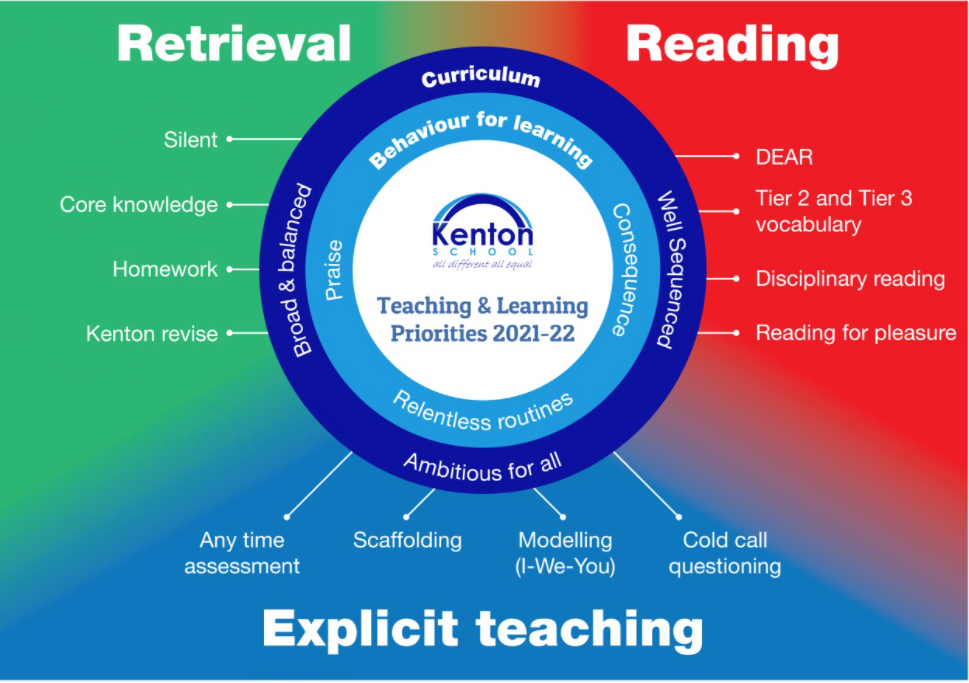 Retrieval
Reading
Curriculum
Behaviour for learning
Silent
Core knowledge
Homework
Kenton revise
Broad & balanced
Praise
Kenton
SCHOOL
all different all equal
Teaching & Learning
Priorities 2021-22
Consequence
Well Sequenced
DEAR
Tier 2 and Tier 3
vocabulary
Disciplinary reading
Reading for pleasure
Relentless routines
Ambitious for all
Any time
assessment
Scaffolding
Modelling
(I-We-You)
Cold call
questioning
Explicit teaching